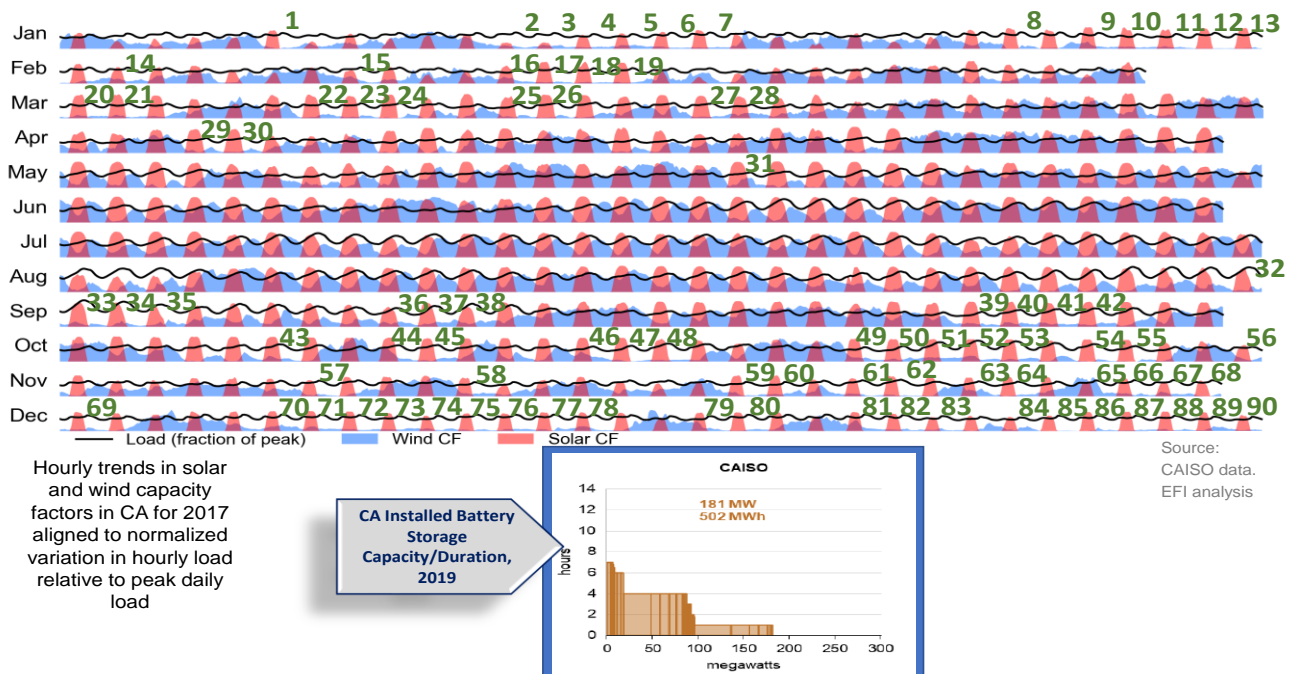 1 2 3 4 5 6 7 8 9 10 11 12 13
Jan
14 15 16 17 18 19
Feb
20 21 22 23 24 25 26 27 28
Mar
29 30
Apr
31
May
Jun
Jul
32
Aug
33 34 35 36 37 38 39 40 41 42
Sep
43 44 45 46 47 48 49 50 51 52 53 54 55 56
Oct
57 58 59 60 61 62 63 64 65 66 67 68
Nov
69 70 71 72 73 74 75 76 77 78 79 80 81 82 83 84 85 86 87 88 89 90
Dec
Load (fraction of peak) Wind CF Solar CF
Hourly trends in solar
and wind capacity
factors in CA for 2017
aligned to normalized
variation in hourly load
relative to peak daily
load
CA Installed Battery
Storage
Capacity/Duration,
2019
CAISO
181 MW
502 MWh
hours
14
12
10
8
6
4
2
0
0 50 100 150 200 250 300
megawatts
Source:
CAISO data.
EFI analysis